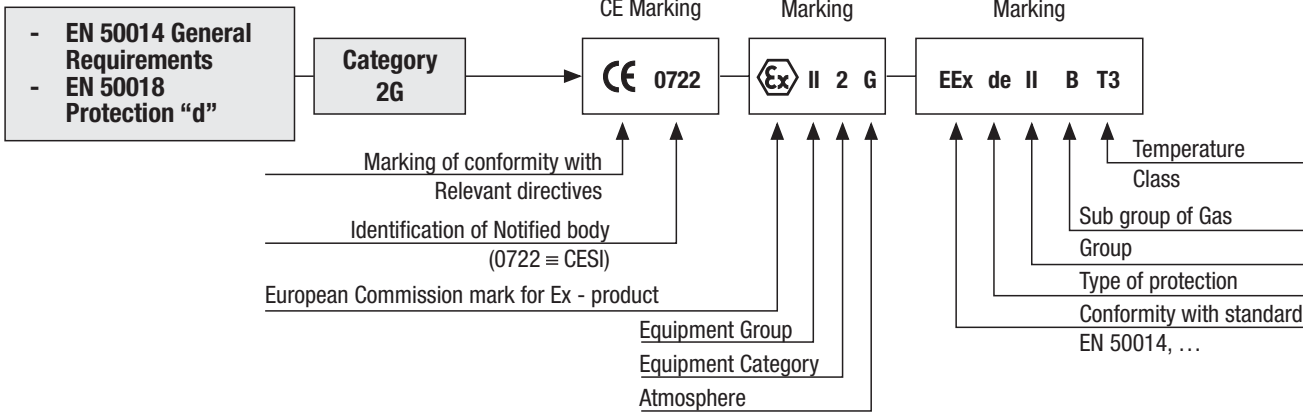 CE Marking
Marking
Marking
- EN 50014 General
Requirements
- EN 50018
Protection “d”
Category
2G
CE 0722
Ex II 2 G
EEx de II B T3
Marking of conformity with
Relevant directives
Identification of Notified body
(0722 ≡ CESI)
European Commission mark for Ex - product
Equipment Group
Equipment Category
Atmosphere
Temperature
Class
Sub group of Gas
Group
Type of protection
Conformity with standard
EN 50014, …